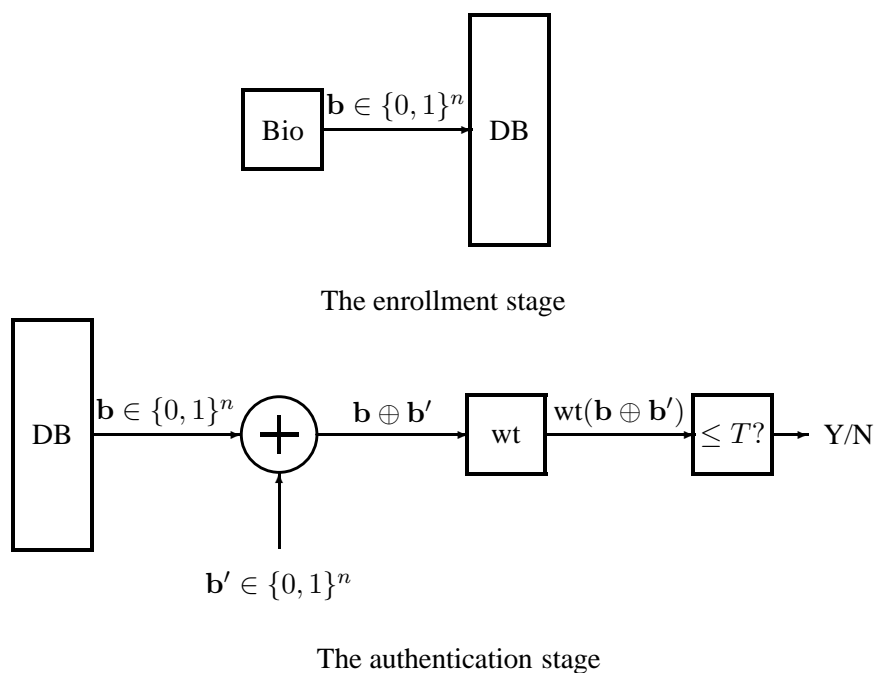 Bio
b ∈ {0, 1}ⁿ
DB
The enrollment stage
DB
b ∈ {0, 1}ⁿ
b ⊕ b′
wt
wt(b ⊕ b′)
≤ T?
Y/N
b′ ∈ {0, 1}ⁿ
The authentication stage